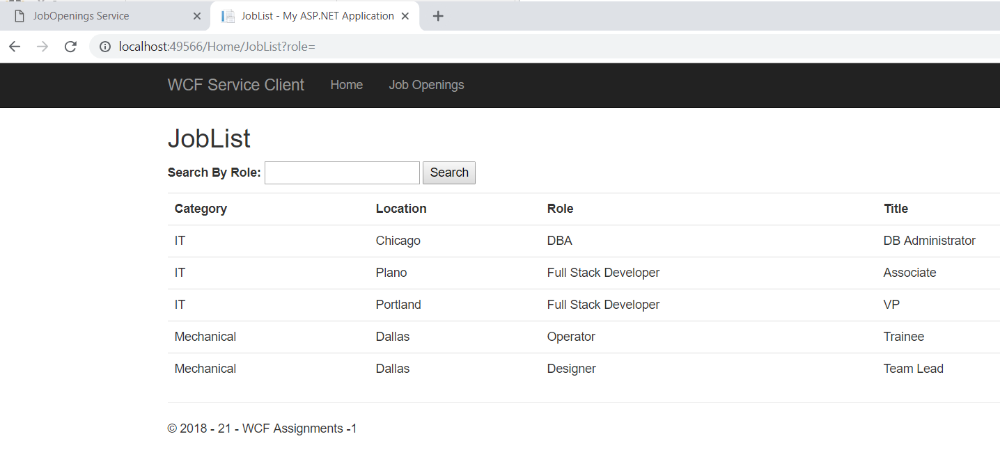 JobOpenings Service
JobList - My ASP.NET Application
localhost:49566/Home/JobList?role=
WCF Service Client Home Job Openings
JobList
Search By Role: Search
Category Location Role Title
IT Chicago DBA DB Administrator
IT Plano Full Stack Developer Associate
IT Portland Full Stack Developer VP
Mechanical Dallas Operator Trainee
Mechanical Dallas Designer Team Lead
© 2018 - 21 - WCF Assignments -1